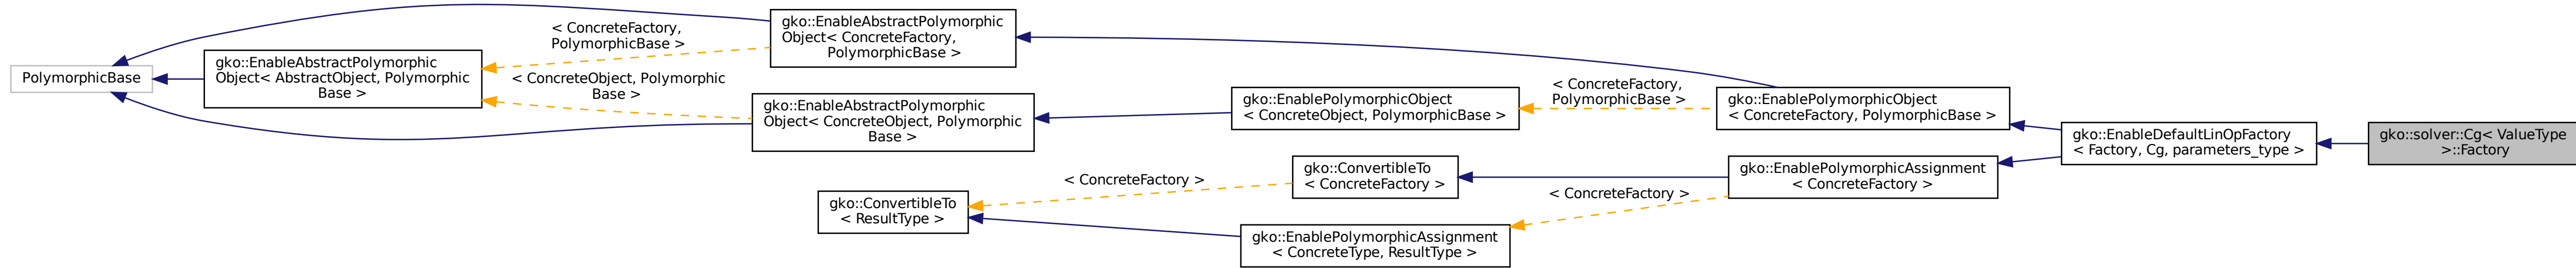 PolymorphicBase
gko::EnableAbstractPolymorphic
Object< AbstractObject, Polymorphic
Base >
< ConcreteFactory,
PolymorphicBase >
< ConcreteObject, Polymorphic
Base >
gko::EnableAbstractPolymorphic
Object< ConcreteFactory,
PolymorphicBase >
gko::EnableAbstractPolymorphic
Object< ConcreteObject, Polymorphic
Base >
gko::ConvertibleTo
< ResultType >
< ConcreteFactory >
gko::EnablePolymorphicObject
< ConcreteObject, PolymorphicBase >
gko::ConvertibleTo
< ConcreteFactory >
gko::EnablePolymorphicAssignment
< ConcreteType, ResultType >
< ConcreteFactory,
PolymorphicBase >
< ConcreteFactory >
gko::EnablePolymorphicObject
< ConcreteFactory, PolymorphicBase >
gko::EnablePolymorphicAssignment
< ConcreteFactory >
gko::EnableDefaultLinOpFactory
< Factory, Cg, parameters_type >
gko::solver::Cg< ValueType
>::Factory